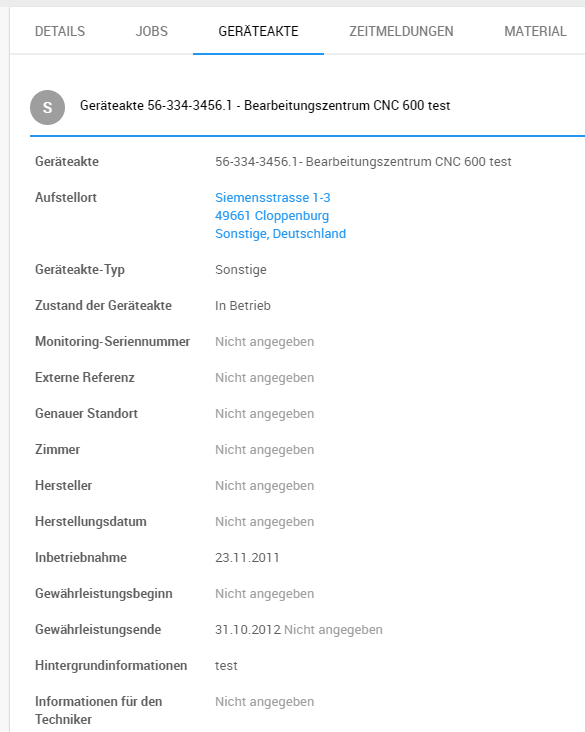 DETAILS JOBS GERÄTEAKTE ZEITMELDUNGEN MATERIAL
S Geräteakte 56-334-3456.1 - Bearbeitungszentrum CNC 600 test
Geräteakte 56-334-3456.1- Bearbeitungszentrum CNC 600 test
Aufstellort Siemensstrasse 1-3
49661 Cloppenburg
Sonstige, Deutschland
Geräteakte-Typ Sonstige
Zustand der Geräteakte In Betrieb
Monitoring-Seriennummer Nicht angegeben
Externe Referenz Nicht angegeben
Genauer Standort Nicht angegeben
Zimmer Nicht angegeben
Hersteller Nicht angegeben
Herstellungsdatum Nicht angegeben
Inbetriebnahme 23.11.2011
Gewährleistungsbeginn Nicht angegeben
Gewährleistungsende 31.10.2012 Nicht angegeben
Hintergrundinformationen test
Informationen für den Nicht angegeben
Techniker